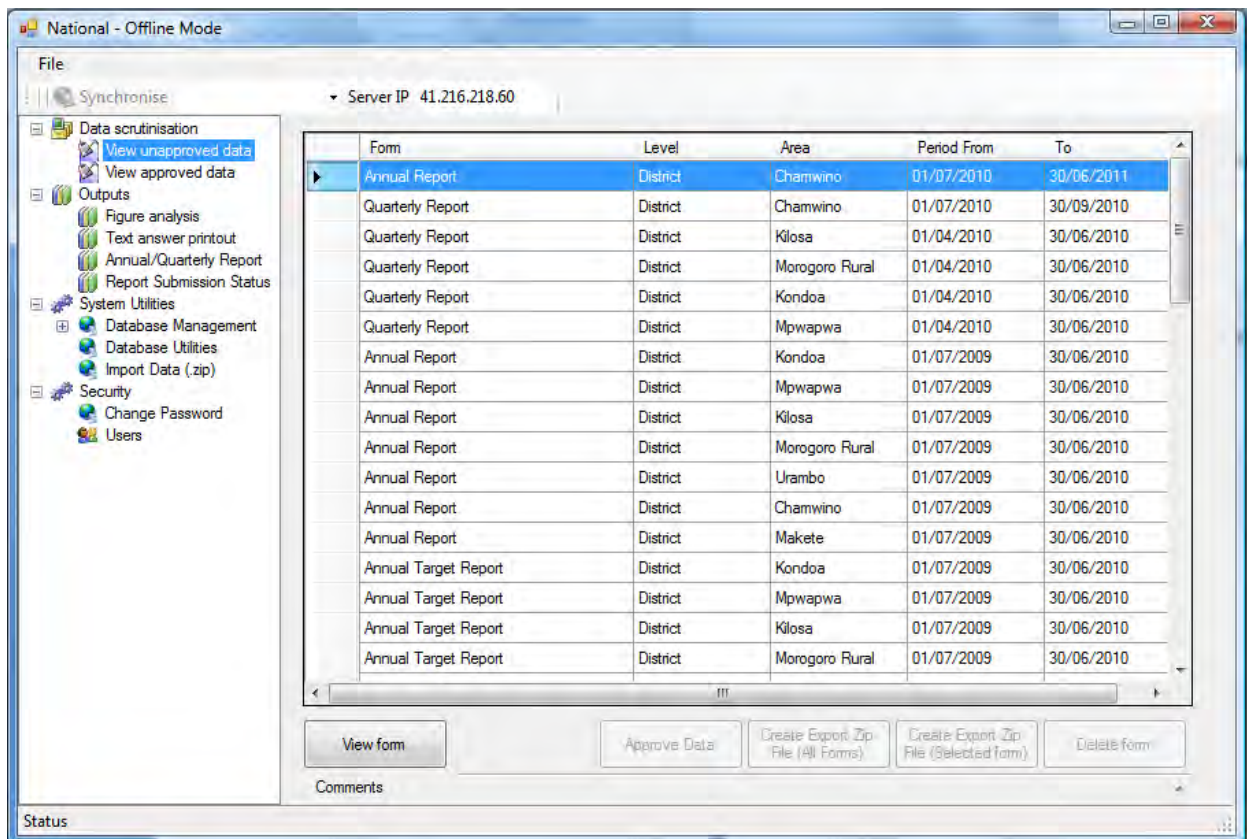 National - Offline Mode
File
Synchronise
Server IP 41.216.218.60
Data scrutinisation
View unapproved data
View approved data
Outputs
Figure analysis
Text answer printout
Annual/Quarterly Report
Report Submission Status
System Utilities
Database Management
Database Utilities
Import Data (.zip)
Security
Change Password
Users
Form Level Area Period From To
Annual Report District Chamwino 01/07/2010 30/06/2011
Quarterly Report District Chamwino 01/07/2010 30/09/2010
Quarterly Report District Kilosa 01/04/2010 30/06/2010
Quarterly Report District Morogoro Rural 01/04/2010 30/06/2010
Quarterly Report District Kondoa 01/04/2010 30/06/2010
Quarterly Report District Mpwapwa 01/04/2010 30/06/2010
Annual Report District Kondoa 01/07/2009 30/06/2010
Annual Report District Mpwapwa 01/07/2009 30/06/2010
Annual Report District Kilosa 01/07/2009 30/06/2010
Annual Report District Morogoro Rural 01/07/2009 30/06/2010
Annual Report District Urambo 01/07/2009 30/06/2010
Annual Report District Chamwino 01/07/2009 30/06/2010
Annual Report District Makete 01/07/2009 30/06/2010
Annual Target Report District Kondoa 01/07/2009 30/06/2010
Annual Target Report District Mpwapwa 01/07/2009 30/06/2010
Annual Target Report District Kilosa 01/07/2009 30/06/2010
Annual Target Report District Morogoro Rural 01/07/2009 30/06/2010
View form
Approve Data
Create Export Zip
File (All Forms)
Create Export Zip
File (Selected form)
Delete form
Comments
Status